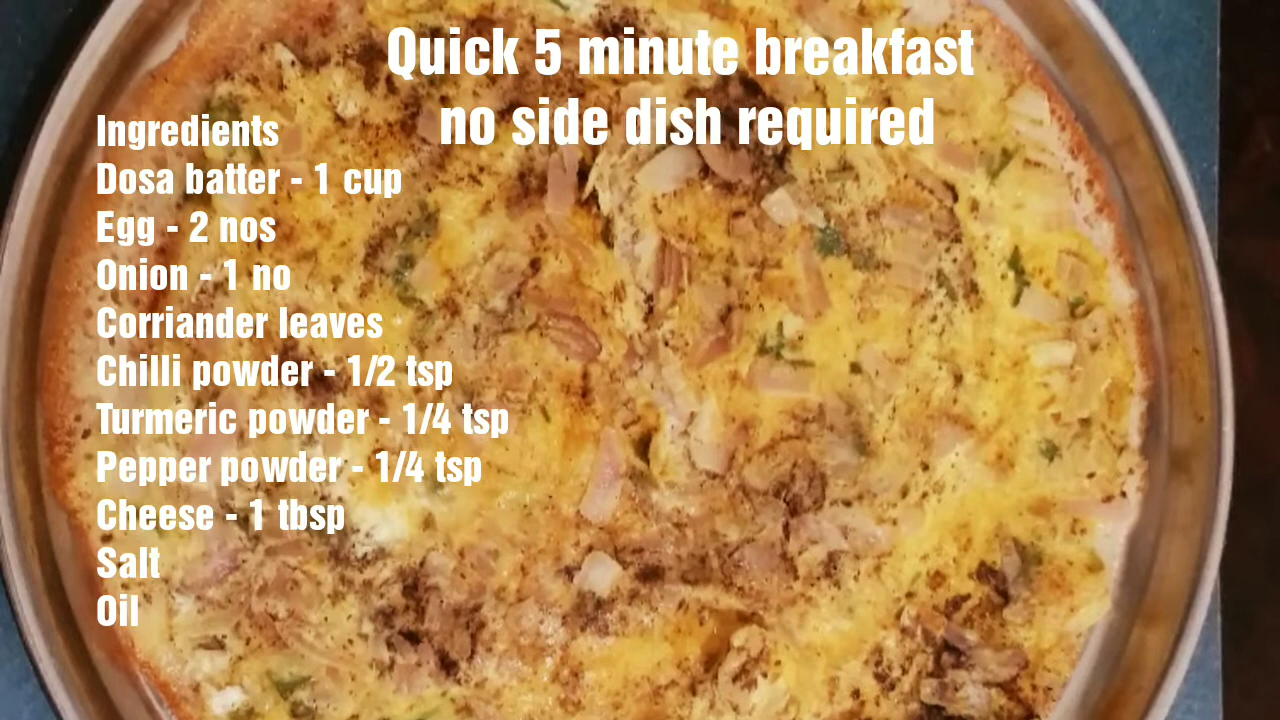 Quick 5 minute breakfast
no side dish required
Ingredients
Dosa batter - 1 cup
Egg - 2 nos
Onion - 1 no
Corriander leaves
Chilli powder - 1/2 tsp
Turmeric powder - 1/4 tsp
Pepper powder - 1/4 tsp
Cheese - 1 tbsp
Salt
Oil